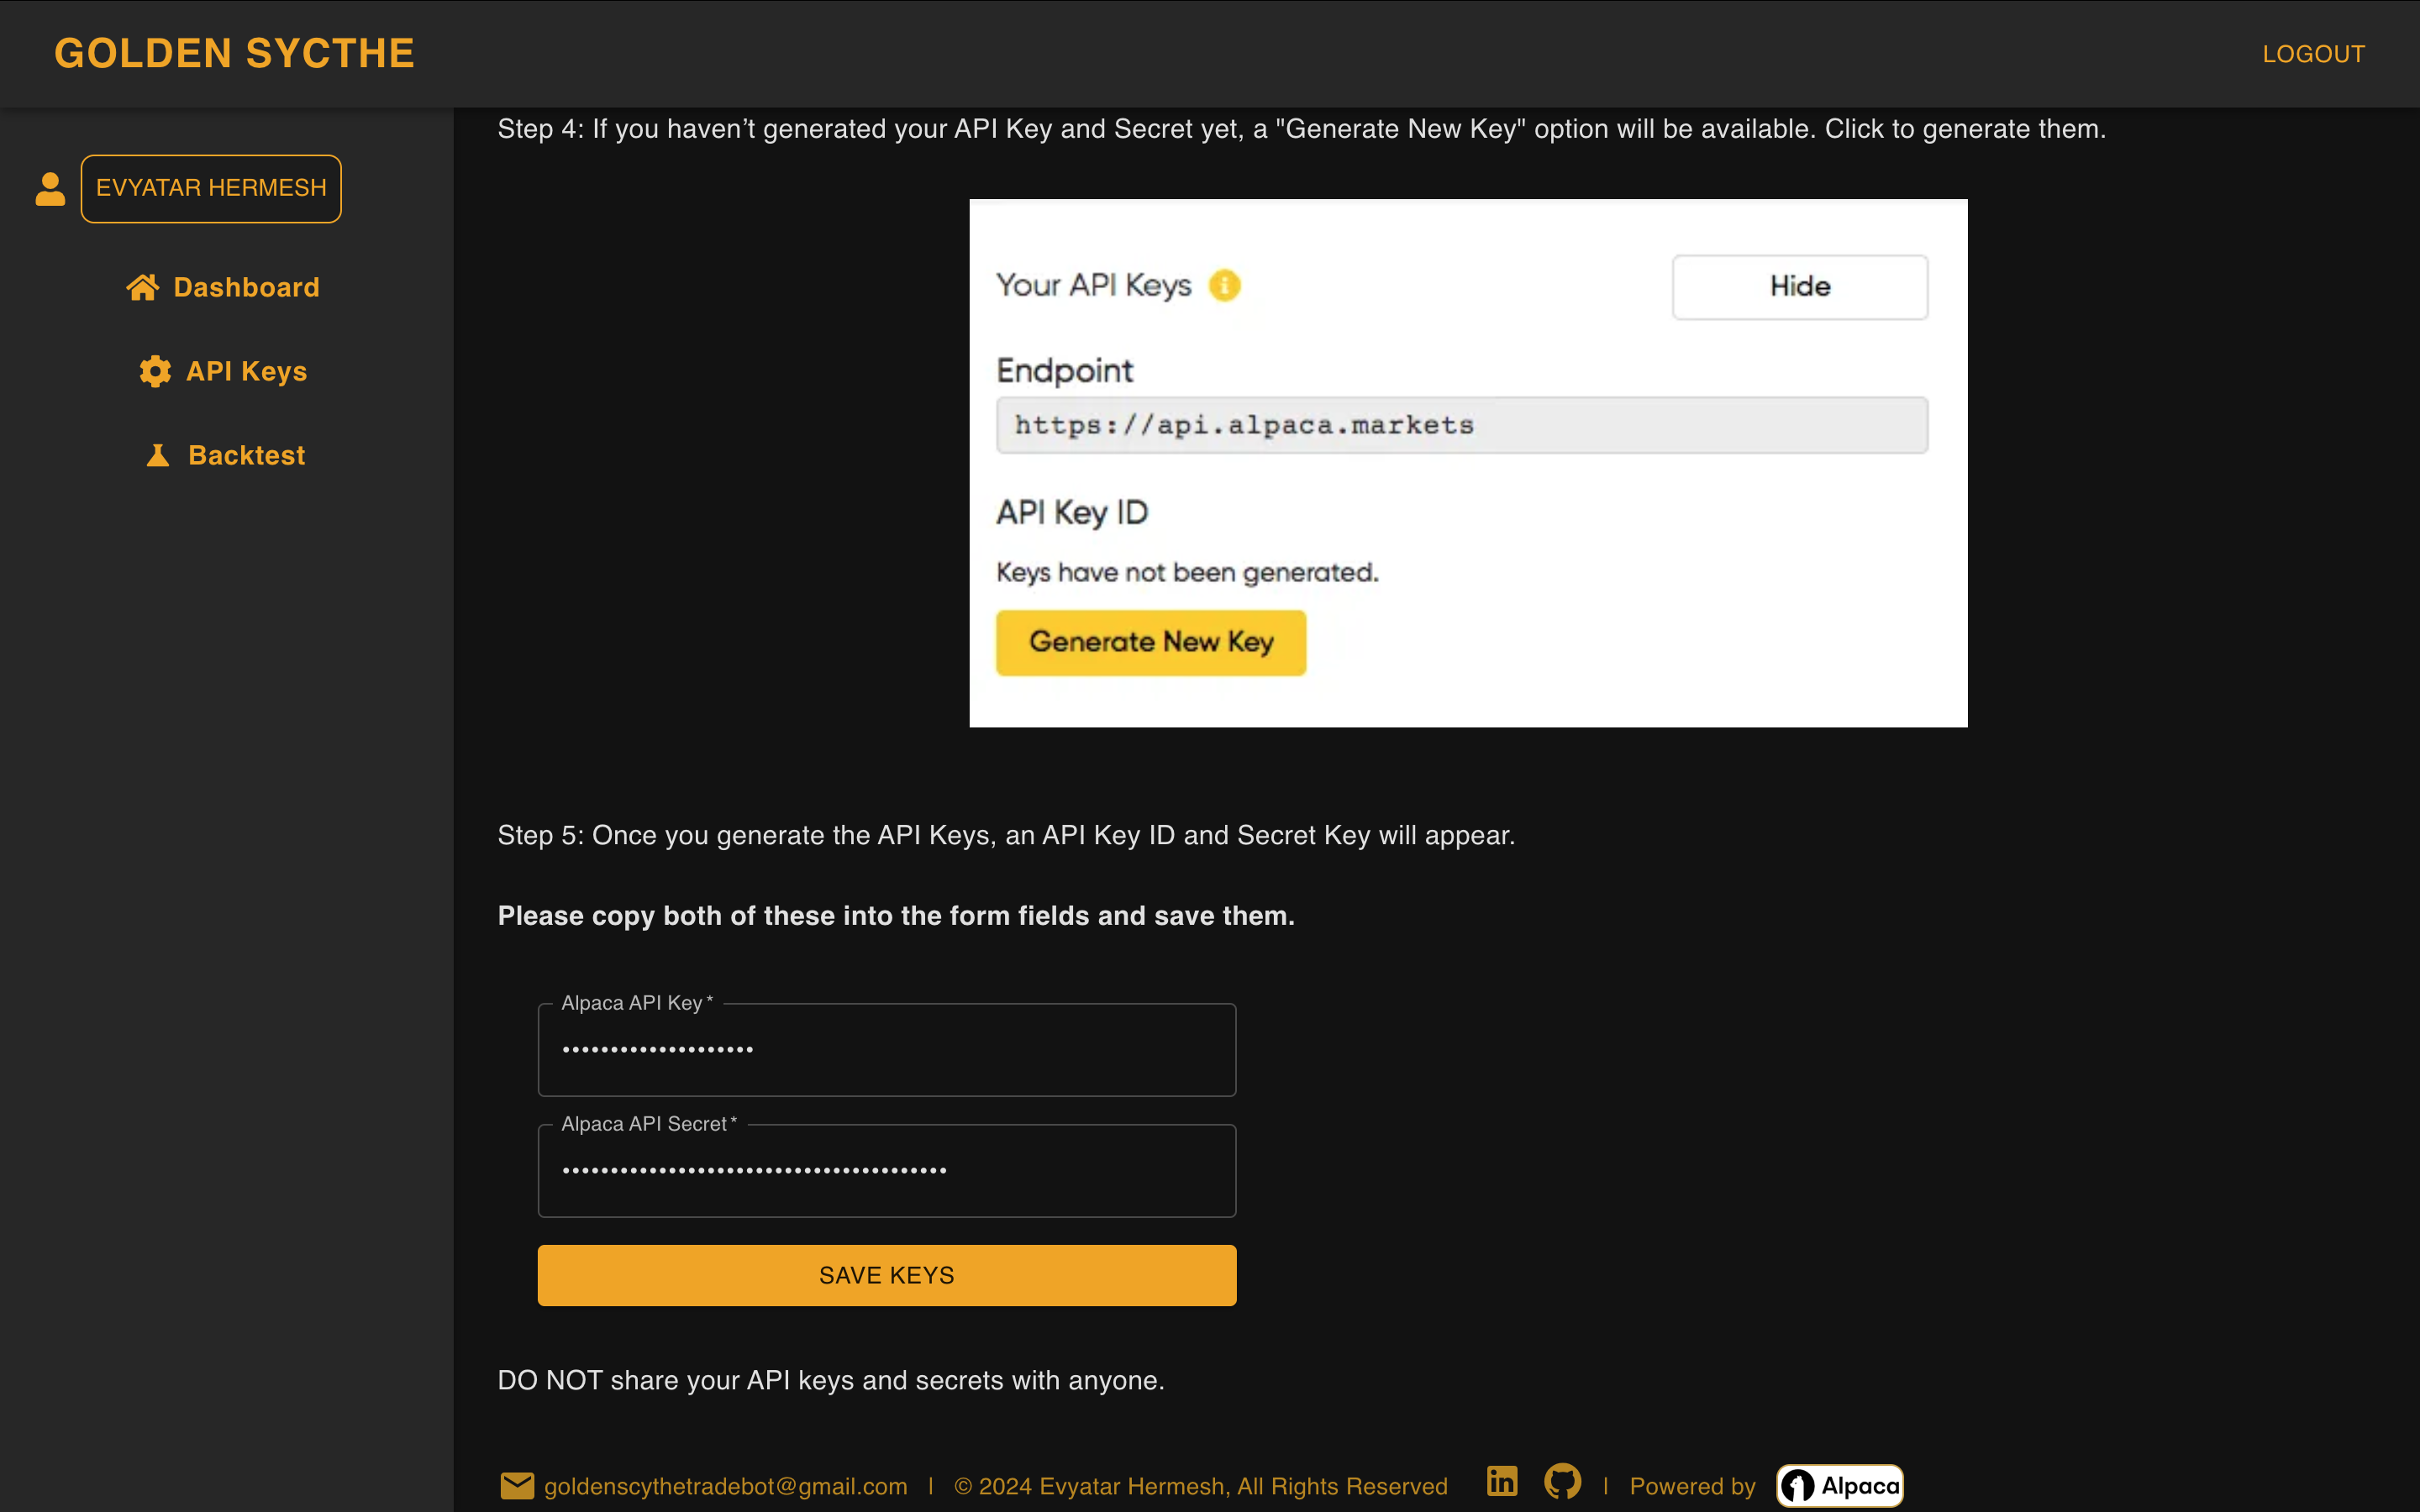 GOLDEN SYCTHE
LOGOUT
EVYATAR HERMESH
Dashboard
API Keys
Backtest
Step 4: If you haven’t generated your API Key and Secret yet, a "Generate New Key" option will be available. Click to generate them.
Your API Keys
Hide
Endpoint
https://api.alpaca.markets
API Key ID
Keys have not been generated.
Generate New Key
Step 5: Once you generate the API Keys, an API Key ID and Secret Key will appear.
Please copy both of these into the form fields and save them.
Alpaca API Key *
••••••••••••••••••••
Alpaca API Secret *
••••••••••••••••••••••••••••••••••••••••
SAVE KEYS
DO NOT share your API keys and secrets with anyone.
goldenscythetradebot@gmail.com | © 2024 Evyatar Hermesh, All Rights Reserved | Powered by Alpaca